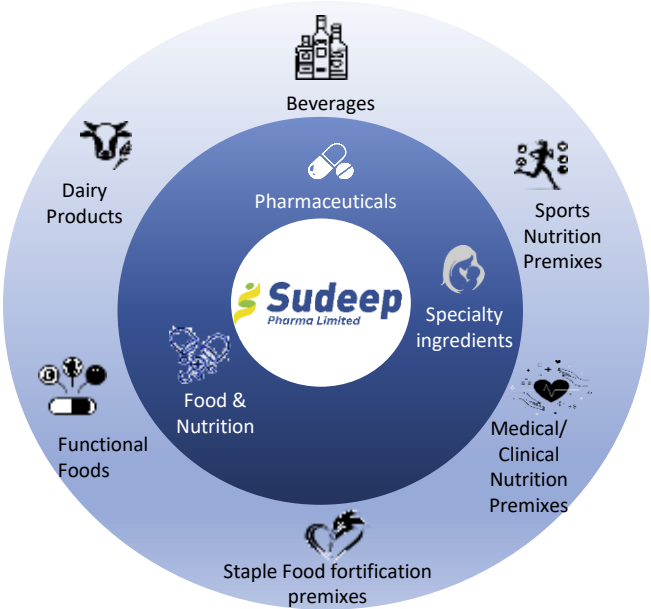 Beverages
Dairy
Products
Pharmaceuticals
Sports
Nutrition
Premixes
Sudeep
Pharma Limited
Specialty
ingredients
Food &
Nutrition
Functional
Foods
Medical/
Clinical
Nutrition
Premixes
Staple Food fortification
premixes